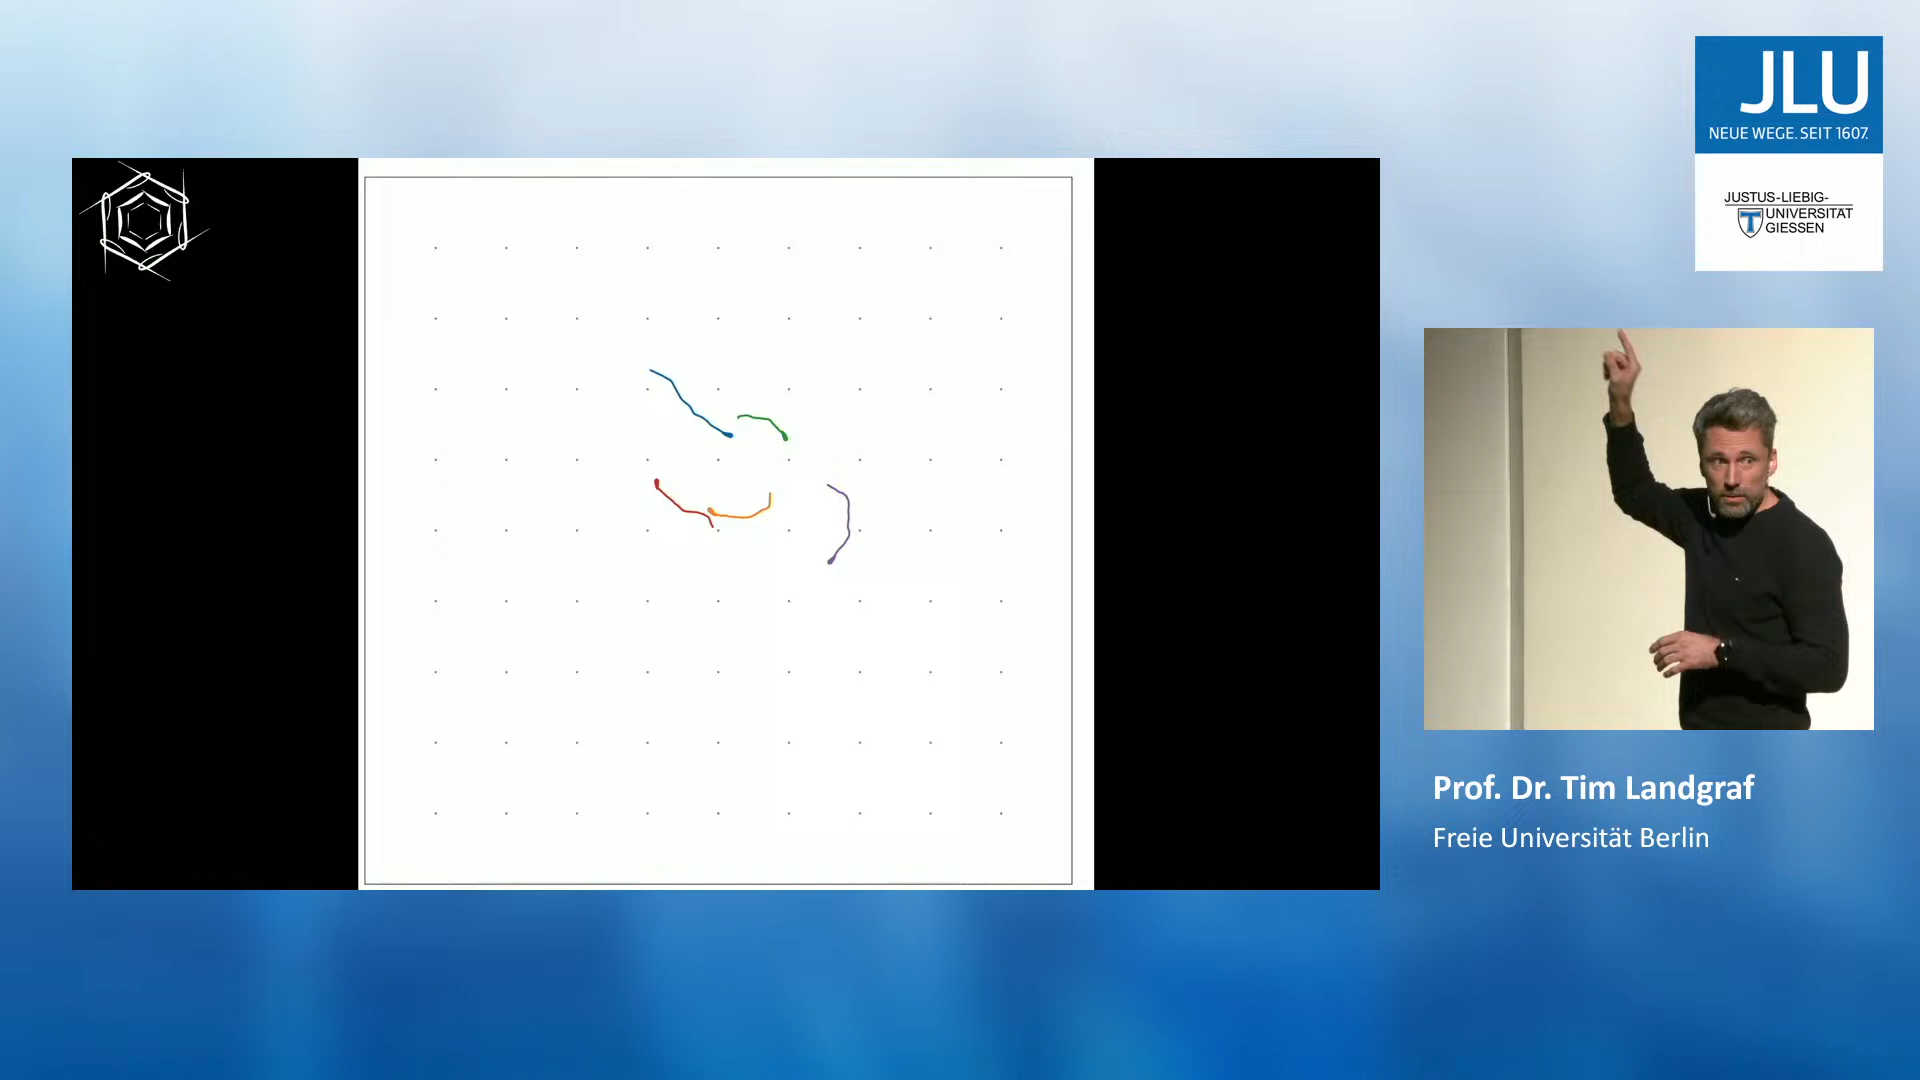 JLU
NEUE WEGE. SEIT 1607.
JUSTUS-LIEBIG-
UNIVERSITÄT
GIESSEN
Prof. Dr. Tim Landgraf
Freie Universität Berlin